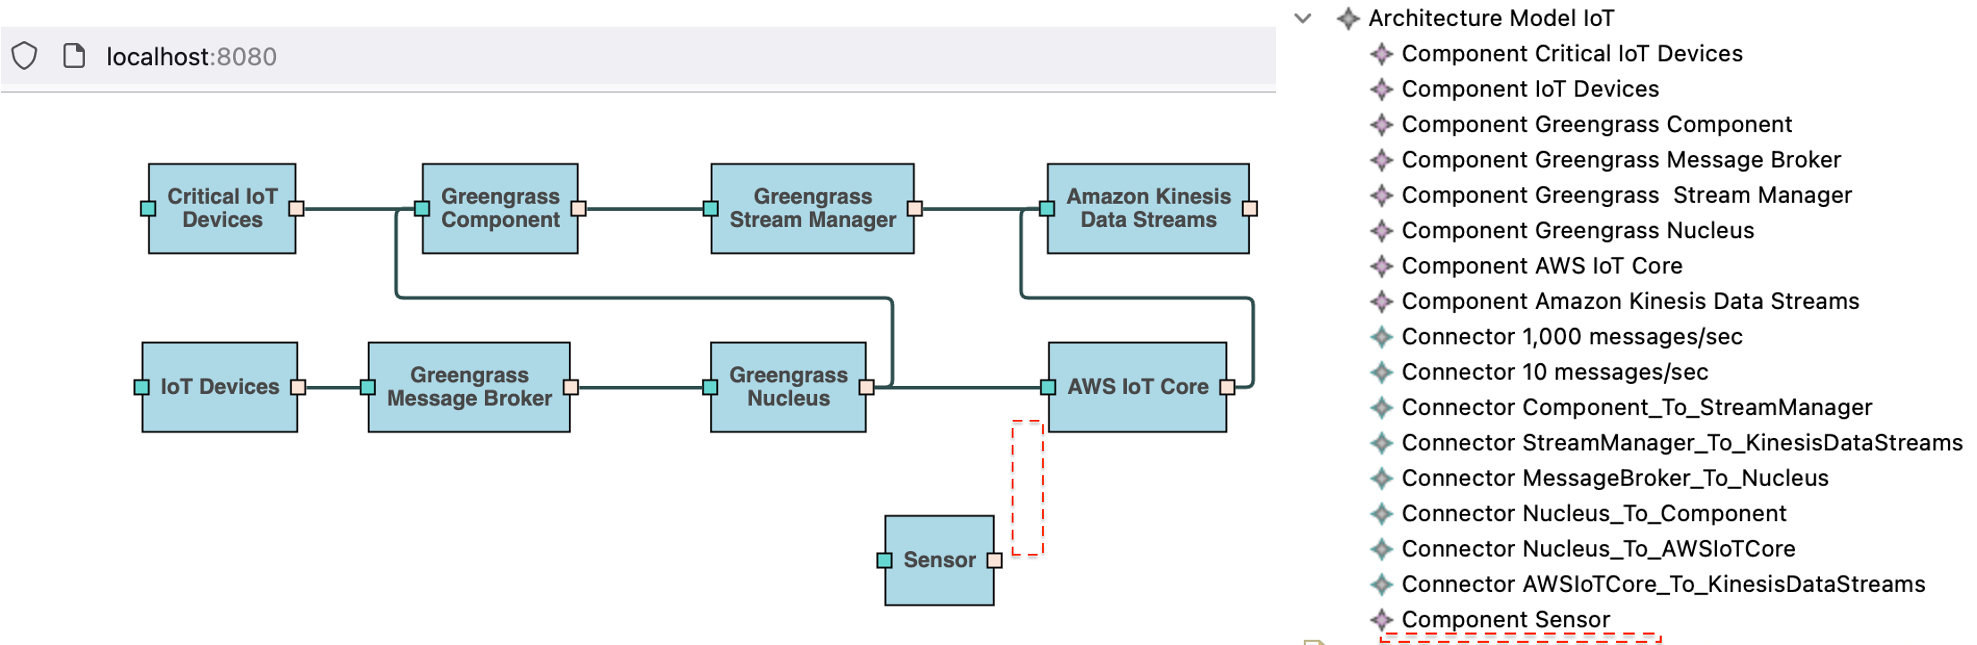 localhost:8080
Critical IoT
Devices
Greengrass
Component
Greengrass
Stream Manager
Amazon Kinesis
Data Streams
IoT Devices
Greengrass
Message Broker
Greengrass
Nucleus
AWS IoT Core
Sensor
Architecture Model IoT
Component Critical IoT Devices
Component IoT Devices
Component Greengrass Component
Component Greengrass Message Broker
Component Greengrass  Stream Manager
Component Greengrass Nucleus
Component AWS IoT Core
Component Amazon Kinesis Data Streams
Connector 1,000 messages/sec
Connector 10 messages/sec
Connector Component_To_StreamManager
Connector StreamManager_To_KinesisDataStreams
Connector MessageBroker_To_Nucleus
Connector Nucleus_To_Component
Connector Nucleus_To_AWSIoTCore
Connector AWSIoTCore_To_KinesisDataStreams
Component Sensor